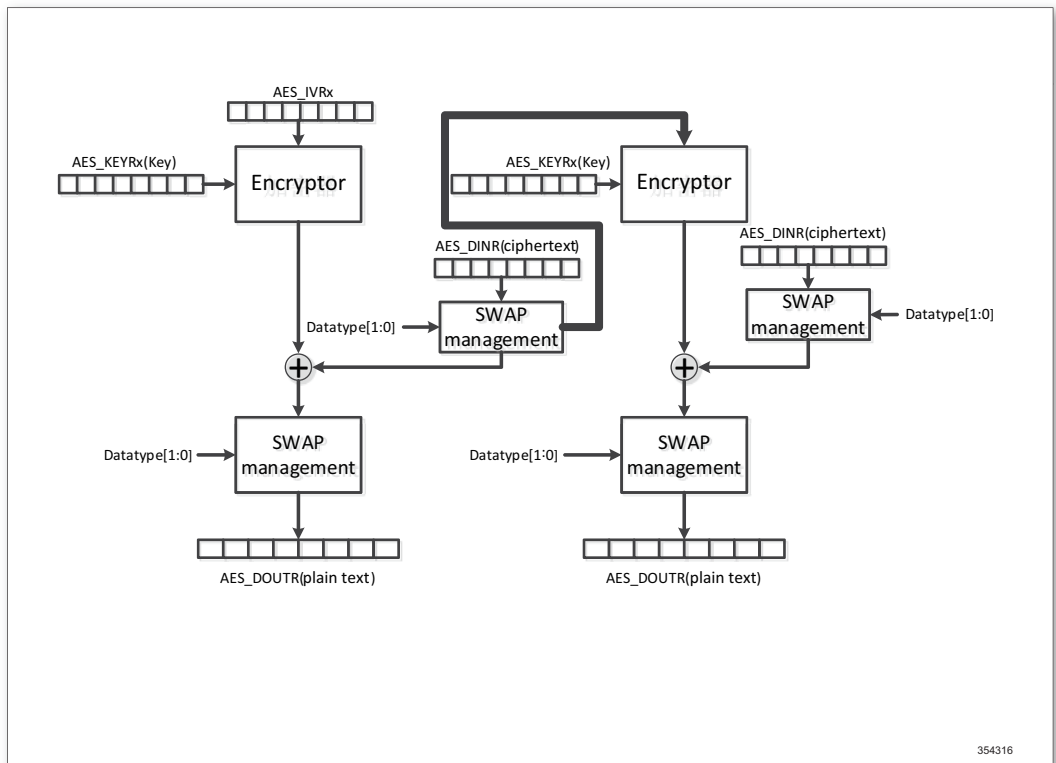 AES_IVRx
AES_KEYRx(Key)
Encryptor
AES_KEYRx(Key)
Encryptor
AES_DINR(ciphertext)
AES_DINR(ciphertext)
Datatype[1:0]
SWAP
management
SWAP
management
Datatype[1:0]
Datatype[1:0]
SWAP
management
Datatype[1:0]
SWAP
management
AES_DOUTR(plain text)
AES_DOUTR(plain text)
354316